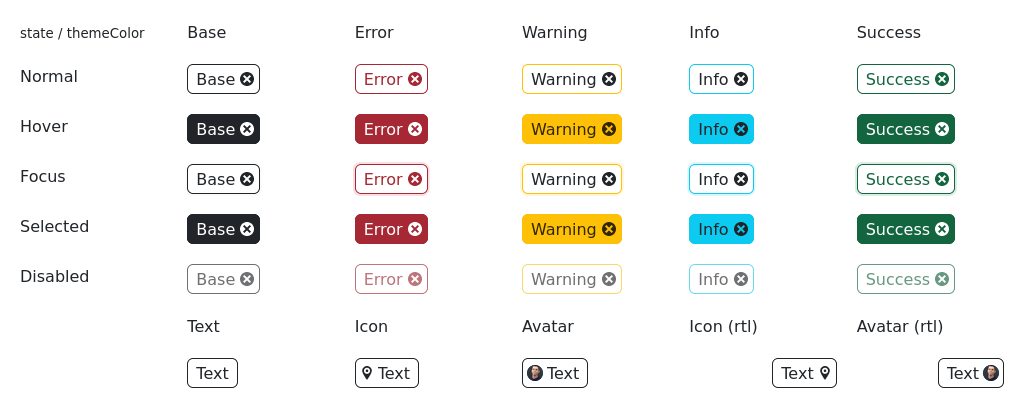 state / themeColor Base Error Warning Info Success
Normal Base Error Warning Info Success
Hover Base Error Warning Info Success
Focus Base Error Warning Info Success
Selected Base Error Warning Info Success
Disabled Base Error Warning Info Success
Text Icon Avatar Icon (rtl) Avatar (rtl)
Text Text Text Text Text